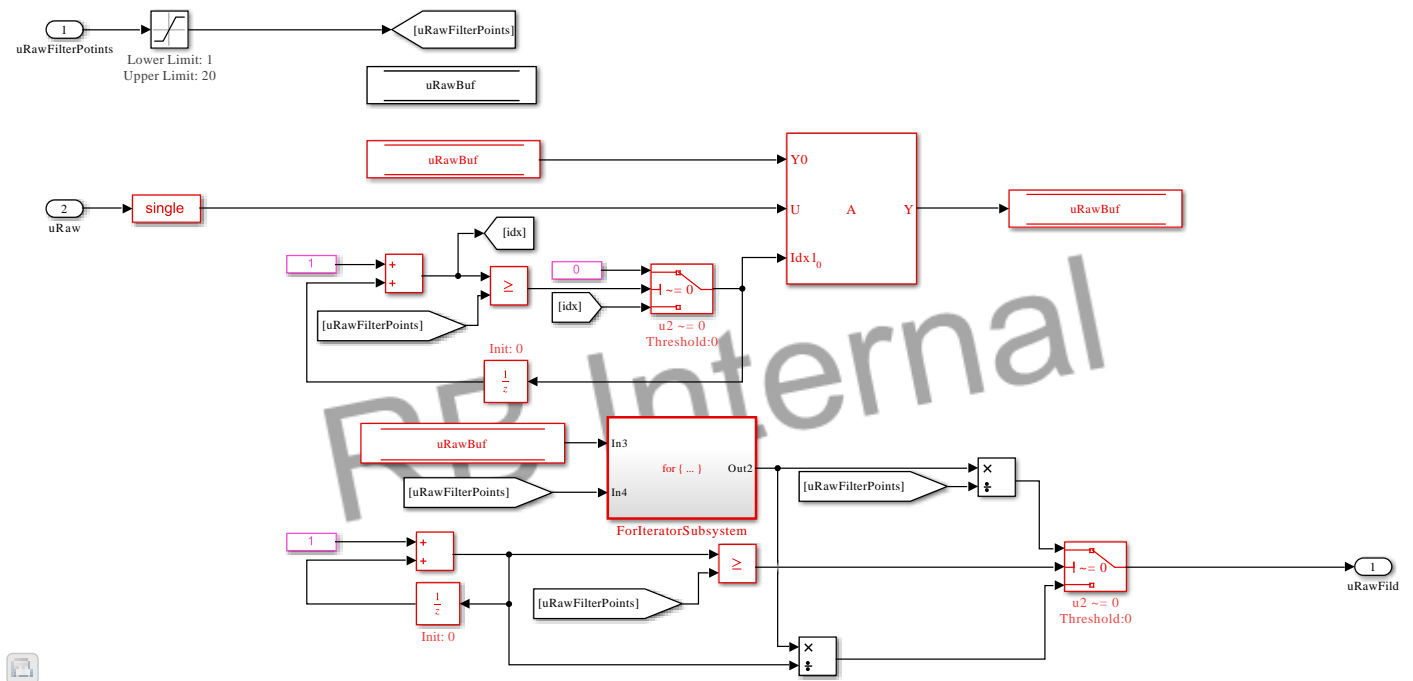 1
uRawFilterPotints
Lower Limit: 1
Upper Limit: 20
[uRawFilterPoints]
uRawBuf
uRawBuf
Y0
2
uRaw
single
U
A
Y
uRawBuf
[idx]
1
+
+
≥
0
~= 0
Idx1₀
[uRawFilterPoints]
[idx]
u2 ~= 0
Threshold:0
Init: 0
1
z
RB Internal
uRawBuf
In3
for { ... }
Out2
[uRawFilterPoints]
In4
ForIteratorSubsystem
[uRawFilterPoints]
×
÷
1
+
+
≥
~= 0
1
uRawFild
1
z
Init: 0
[uRawFilterPoints]
u2 ~= 0
Threshold:0
×
÷